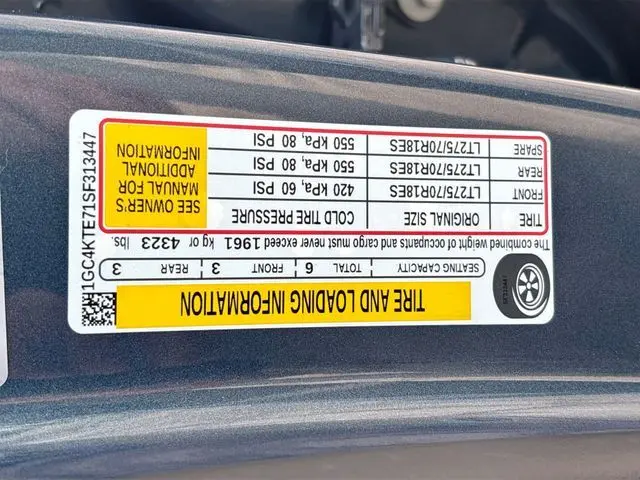 TIRE AND LOADING INFORMATION
SEATING CAPACITY TOTAL 6 FRONT 3 REAR 3
The combined weight of occupants and cargo must never exceed 1961 kg or 4323 lbs.
TIRE ORIGINAL SIZE COLD TIRE PRESSURE
FRONT LT275/70R18ES 420 kPa, 60 PSI
REAR LT275/70R18ES 550 kPa, 80 PSI
SPARE LT275/70R18ES 550 kPa, 80 PSI
SEE OWNER'S
MANUAL FOR
ADDITIONAL
INFORMATION
1GC4KTE71SF313447